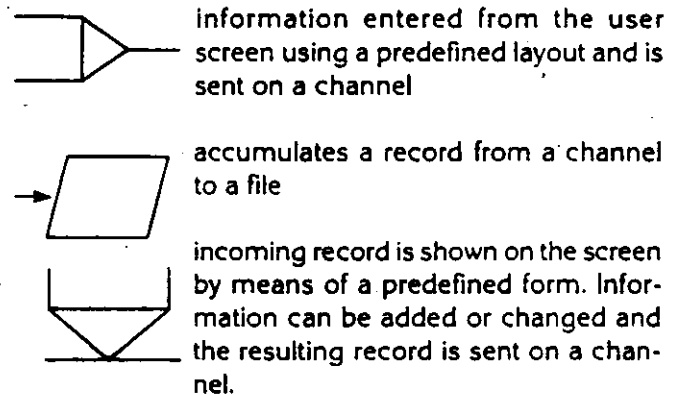 information entered from the user
screen using a predefined layout and is
sent on a channel
accumulates a record from a channel
to a file
incoming record is shown on the screen
by means of a predefined form. Infor-
mation can be added or changed and
the resulting record is sent on a chan-
nel.